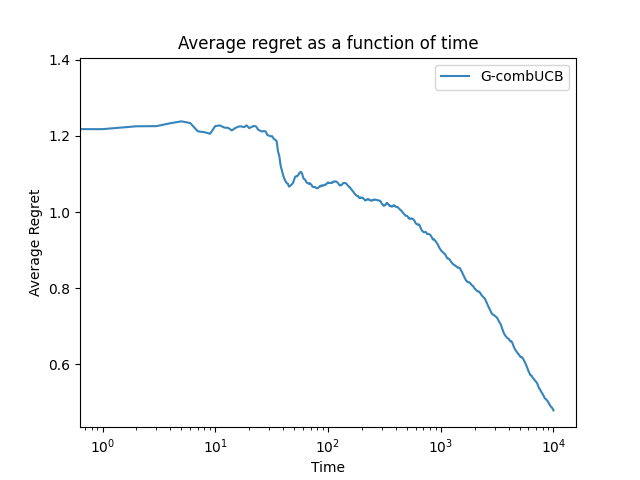 Average regret as a function of time
G-combUCB
Average Regret
1.4
1.2
1.0
0.8
0.6
10⁰
10¹
10²
10³
10⁴
Time